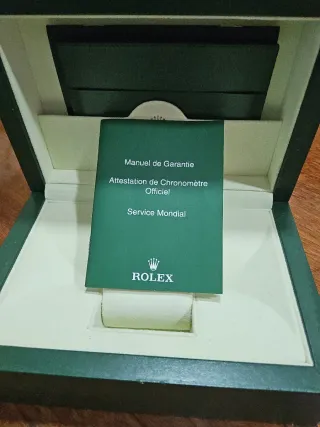 Manuel de Garantie
Attestation de Chronomètre
Officiel
Service Mondial
ROLEX